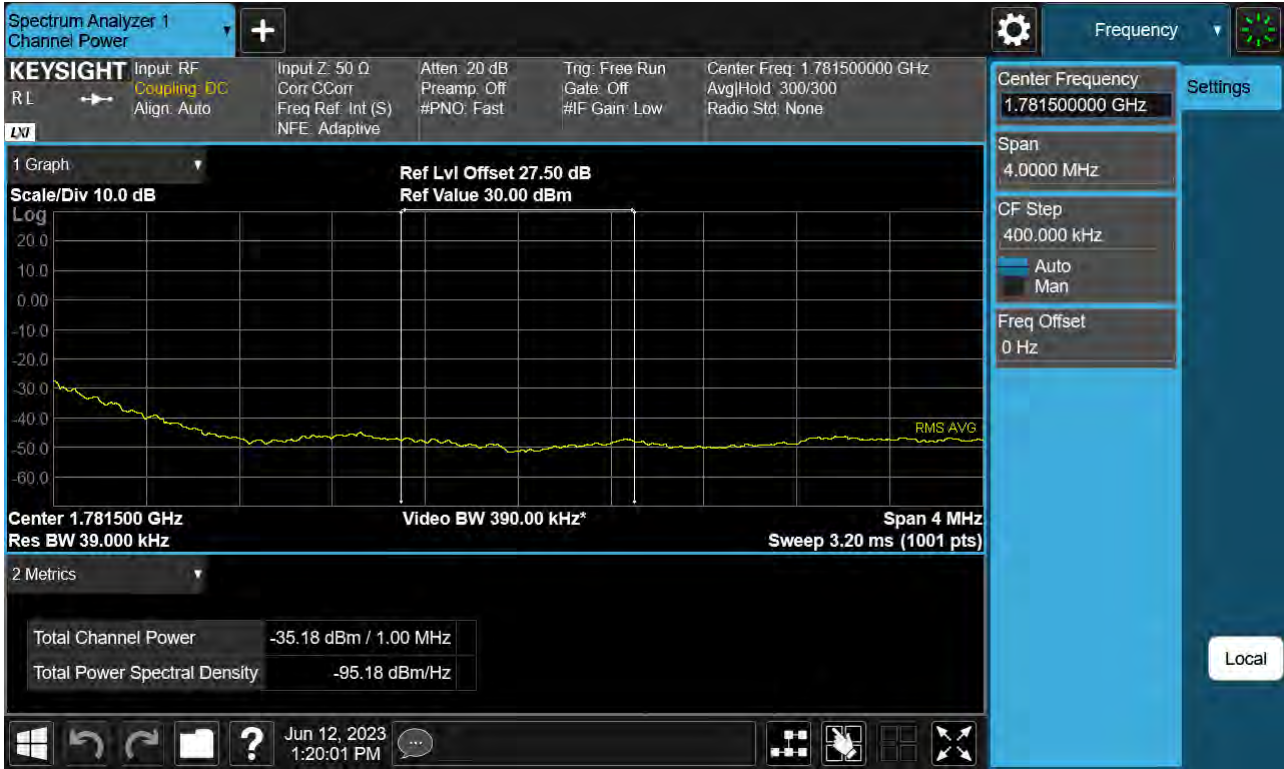 Spectrum Analyzer 1
Channel Power
Frequency
KEYSIGHT
R L
LXI
Input: RF
Coupling: DC
Align: Auto
Input Z: 50 Ω
Corr CCorr
Freq Ref: Int (S)
NFE: Adaptive
Atten: 20 dB
Preamp: Off
#PNO: Fast
Trig: Free Run
Gate: Off
#IF Gain: Low
Center Freq: 1.781500000 GHz
Avg|Hold: 300/300
Radio Std: None
1 Graph
Scale/Div 10.0 dB
Ref Lvl Offset 27.50 dB
Ref Value 30.00 dBm
Log
20.0
10.0
0.00
-10.0
-20.0
-30.0
-40.0
-50.0
-60.0
RMS AVG
Center 1.781500 GHz
Video BW 390.00 kHz*
Span 4 MHz
Res BW 39.000 kHz
Sweep 3.20 ms (1001 pts)
2 Metrics
Total Channel Power -35.18 dBm / 1.00 MHz
Total Power Spectral Density -95.18 dBm/Hz
Center Frequency
1.781500000 GHz
Settings
Span
4.0000 MHz
CF Step
400.000 kHz
Auto
Man
Freq Offset
0 Hz
Local
?
Jun 12, 2023
1:20:01 PM